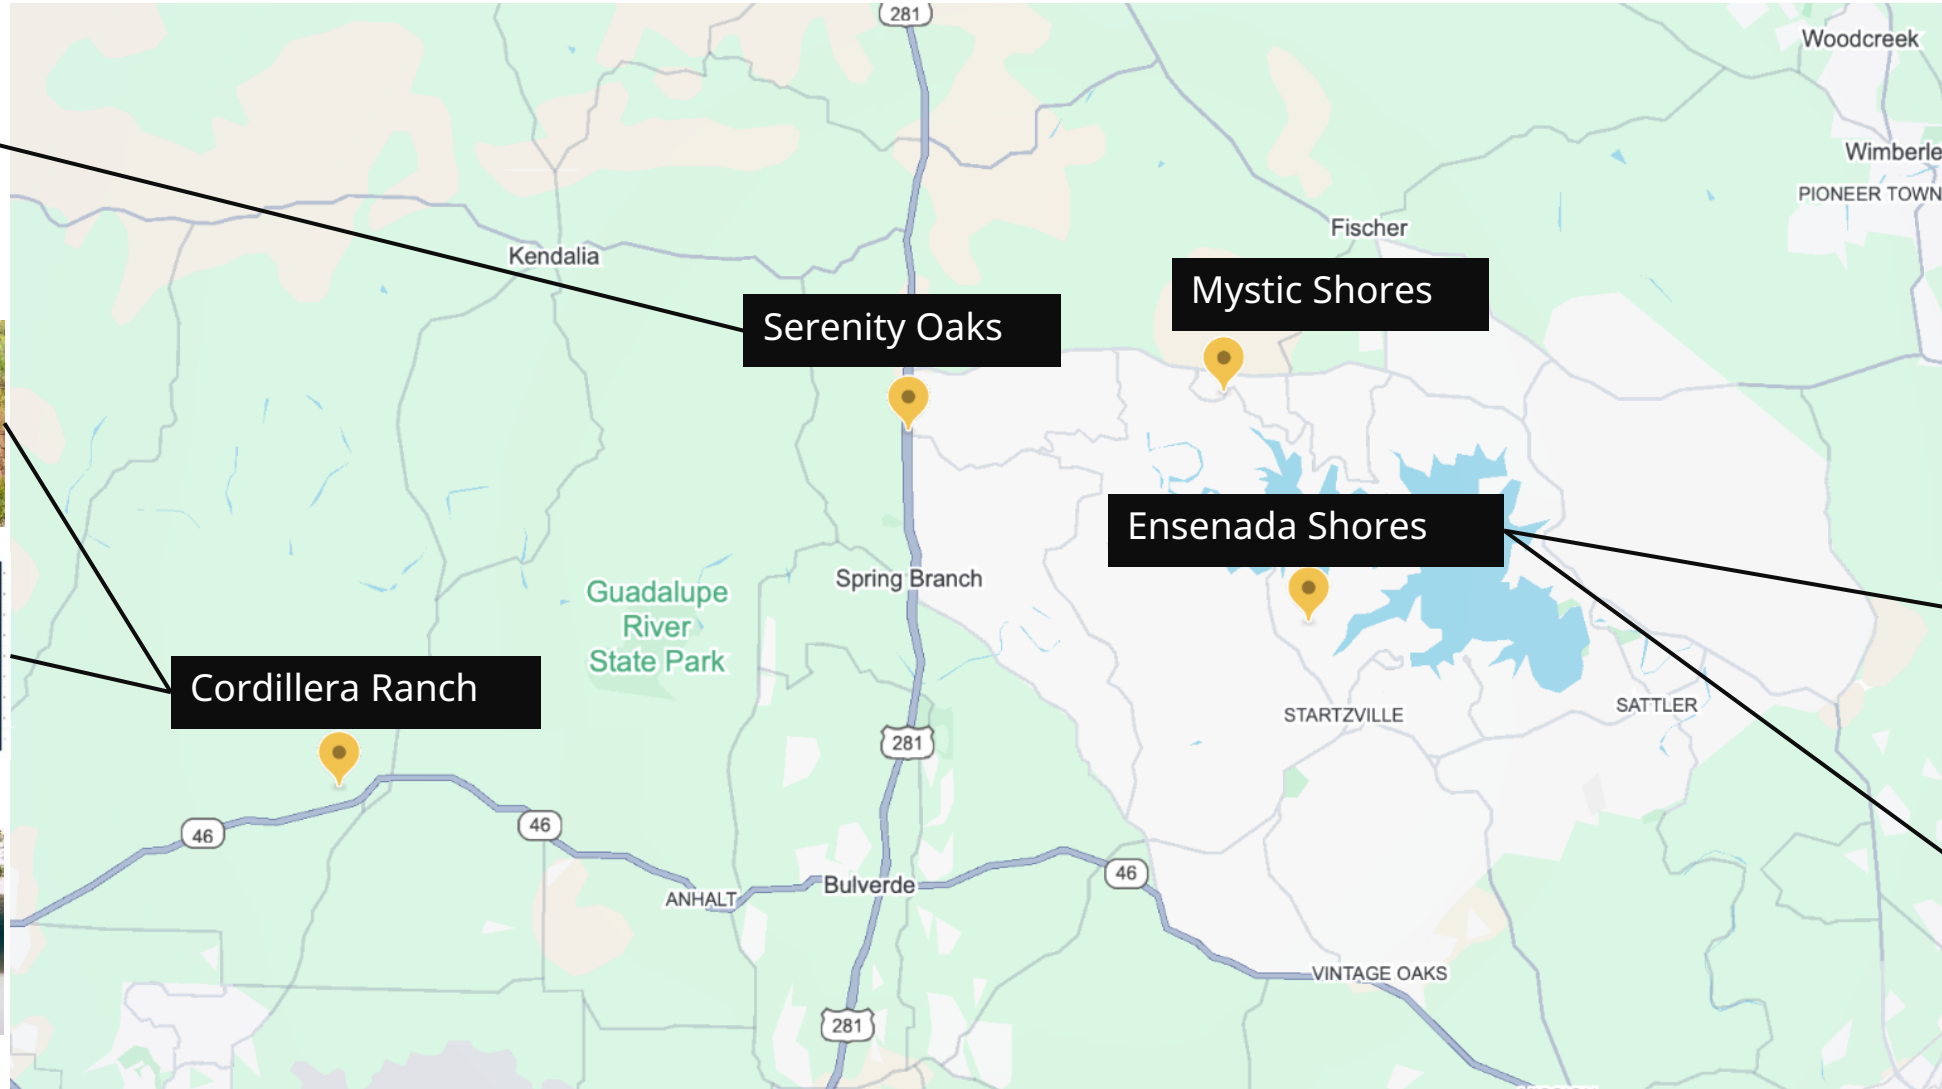 281
Woodcreek
Wimberle
PIONEER TOWN
Fischer
Kendalia
Mystic Shores
Serenity Oaks
Ensenada Shores
Spring Branch
Guadalupe
River
State Park
Cordillera Ranch
SATTLER
STARTZVILLE
281
46
46
46
Bulverde
ANHALT
VINTAGE OAKS
281